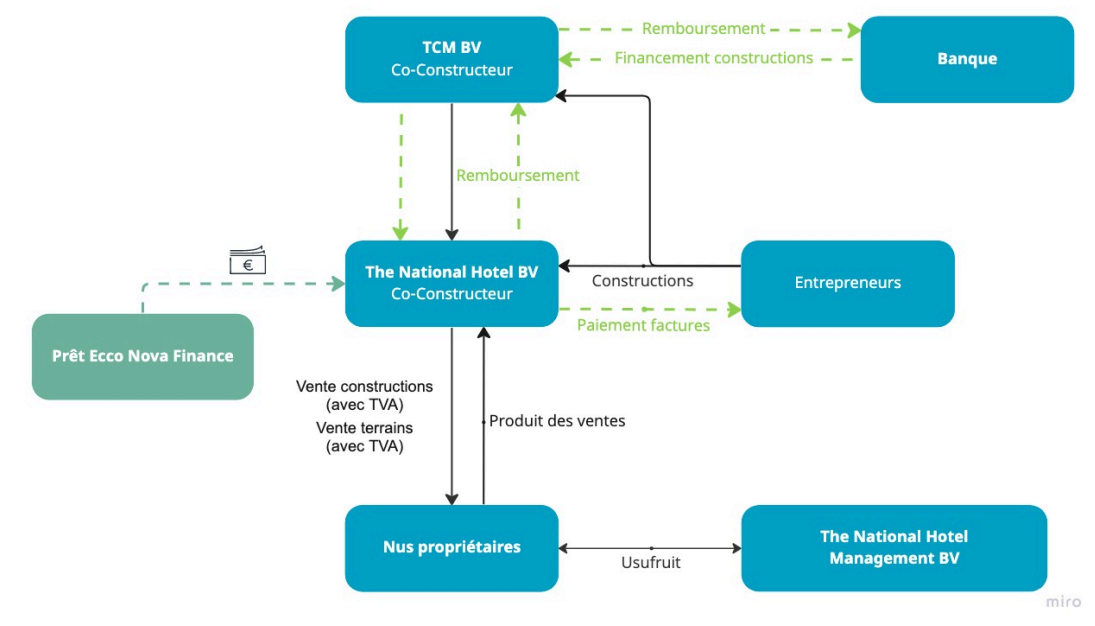 TCM BV
Co-Constructeur
Remboursement
Financement constructions
Banque
Remboursement
€
The National Hotel BV
Co-Constructeur
Constructions
Entrepreneurs
Paiement factures
Prêt Ecco Nova Finance
Vente constructions
(avec TVA)
Vente terrains
(avec TVA)
Produit des ventes
Nus propriétaires
Usufruit
The National Hotel
Management BV
miro